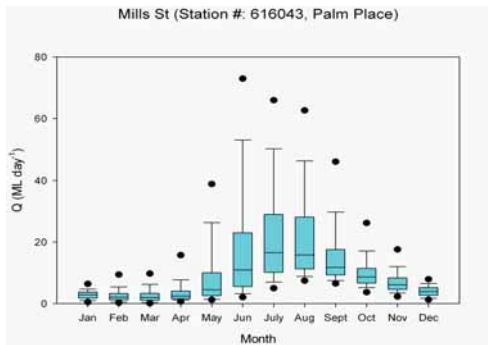 Mills St (Station #: 616043, Palm Place)
80
60
40
20
0
Q (ML day⁻¹)
Jan Feb Mar Apr May Jun July Aug Sept Oct Nov Dec
Month